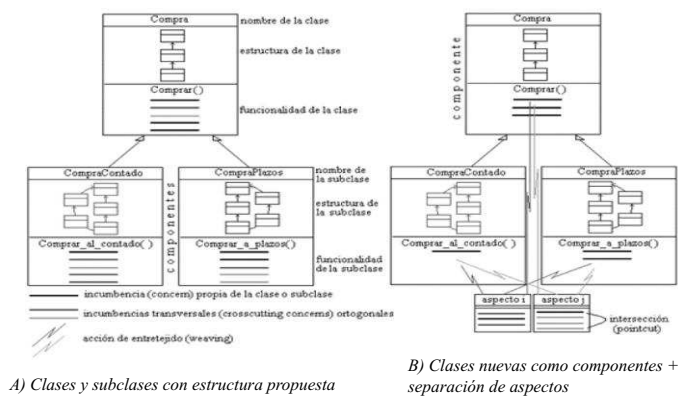 Compra
nombre de la clase
estructura de la clase
Comprar()
funcionalidad de la clase
CompraContado
CompraPlazos
nombre de
la subclase
estructura de
la subclase
componentes
Comprar_al_contado( )
Comprar_a_plazos()
funcionalidad
de la subclase
incumbencia (concern) propia de la clase o subclase
incumbencias transversales (crosscutting concerns) ortogonales
acción de entretejido (weaving)
A) Clases y subclases con estructura propuesta
Compra
componente
Comprar()
CompraContado
CompraPlazos
Comprar_al_contado( )
Comprar_a_plazos()
aspecto i
aspecto j
intersección
(pointcut)
B) Clases nuevas como componentes +
separación de aspectos